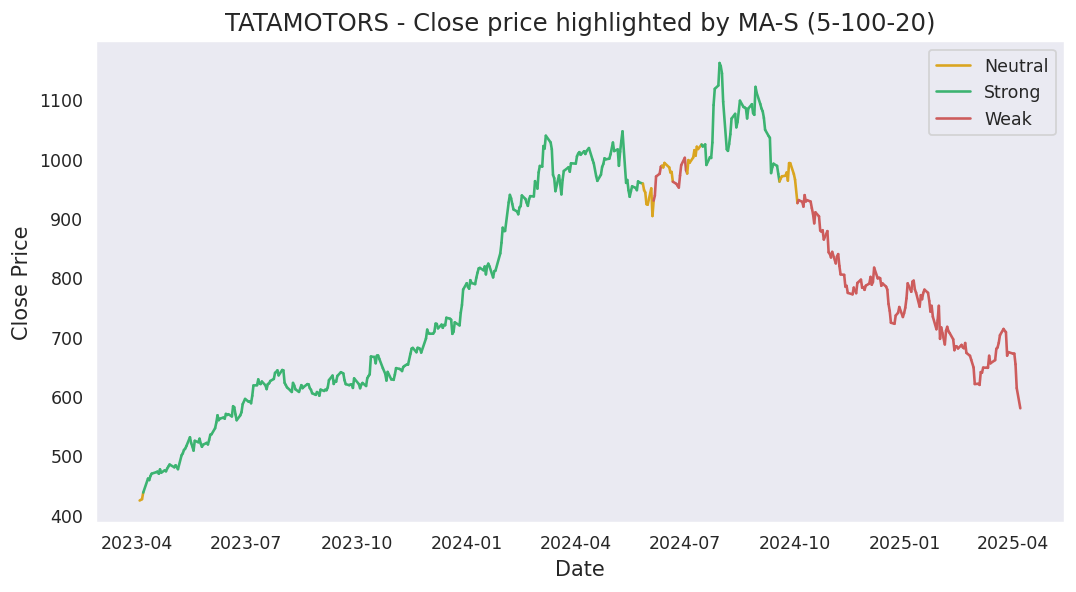 TATAMOTORS - Close price highlighted by MA-S (5-100-20)
Neutral
Strong
Weak
Close Price
1100
1000
900
800
700
600
500
400
2023-04 2023-07 2023-10 2024-01 2024-04 2024-07 2024-10 2025-01 2025-04
Date